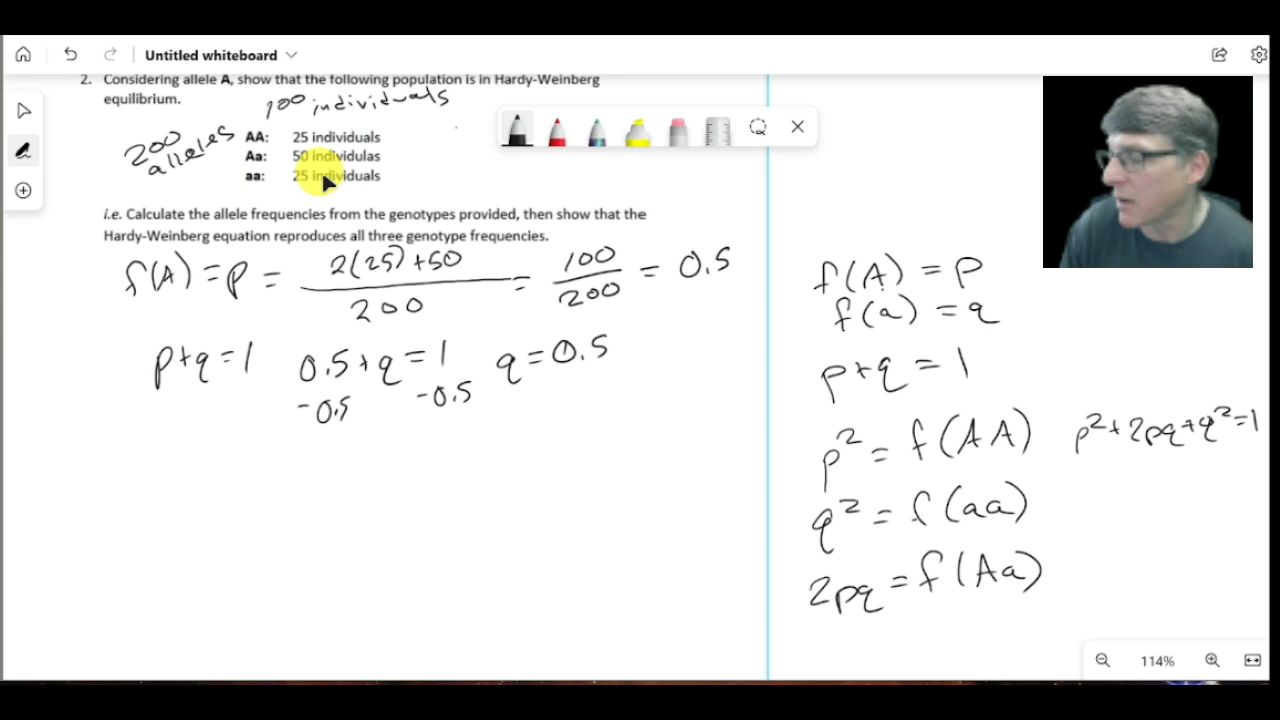 Untitled whiteboard
2. Considering allele A, show that the following population is in Hardy-Weinberg
equilibrium.
100 individuals
200 alleles
AA: 25 individuals
Aa: 50 individulas
aa: 25 individuals
i.e. Calculate the allele frequencies from the genotypes provided, then show that the
Hardy-Weinberg equation reproduces all three genotype frequencies.
f(A) = p = 2(25)+50 / 200 = 100 / 200 = 0.5
p+q=1 0.5+q=1 q=0.5
-0.5 -0.5
f(A) = p
f(a) = q
p+q = 1
p² = f(AA) p²+2pq+q²=1
q² = f(aa)
2pq = f(Aa)
114%